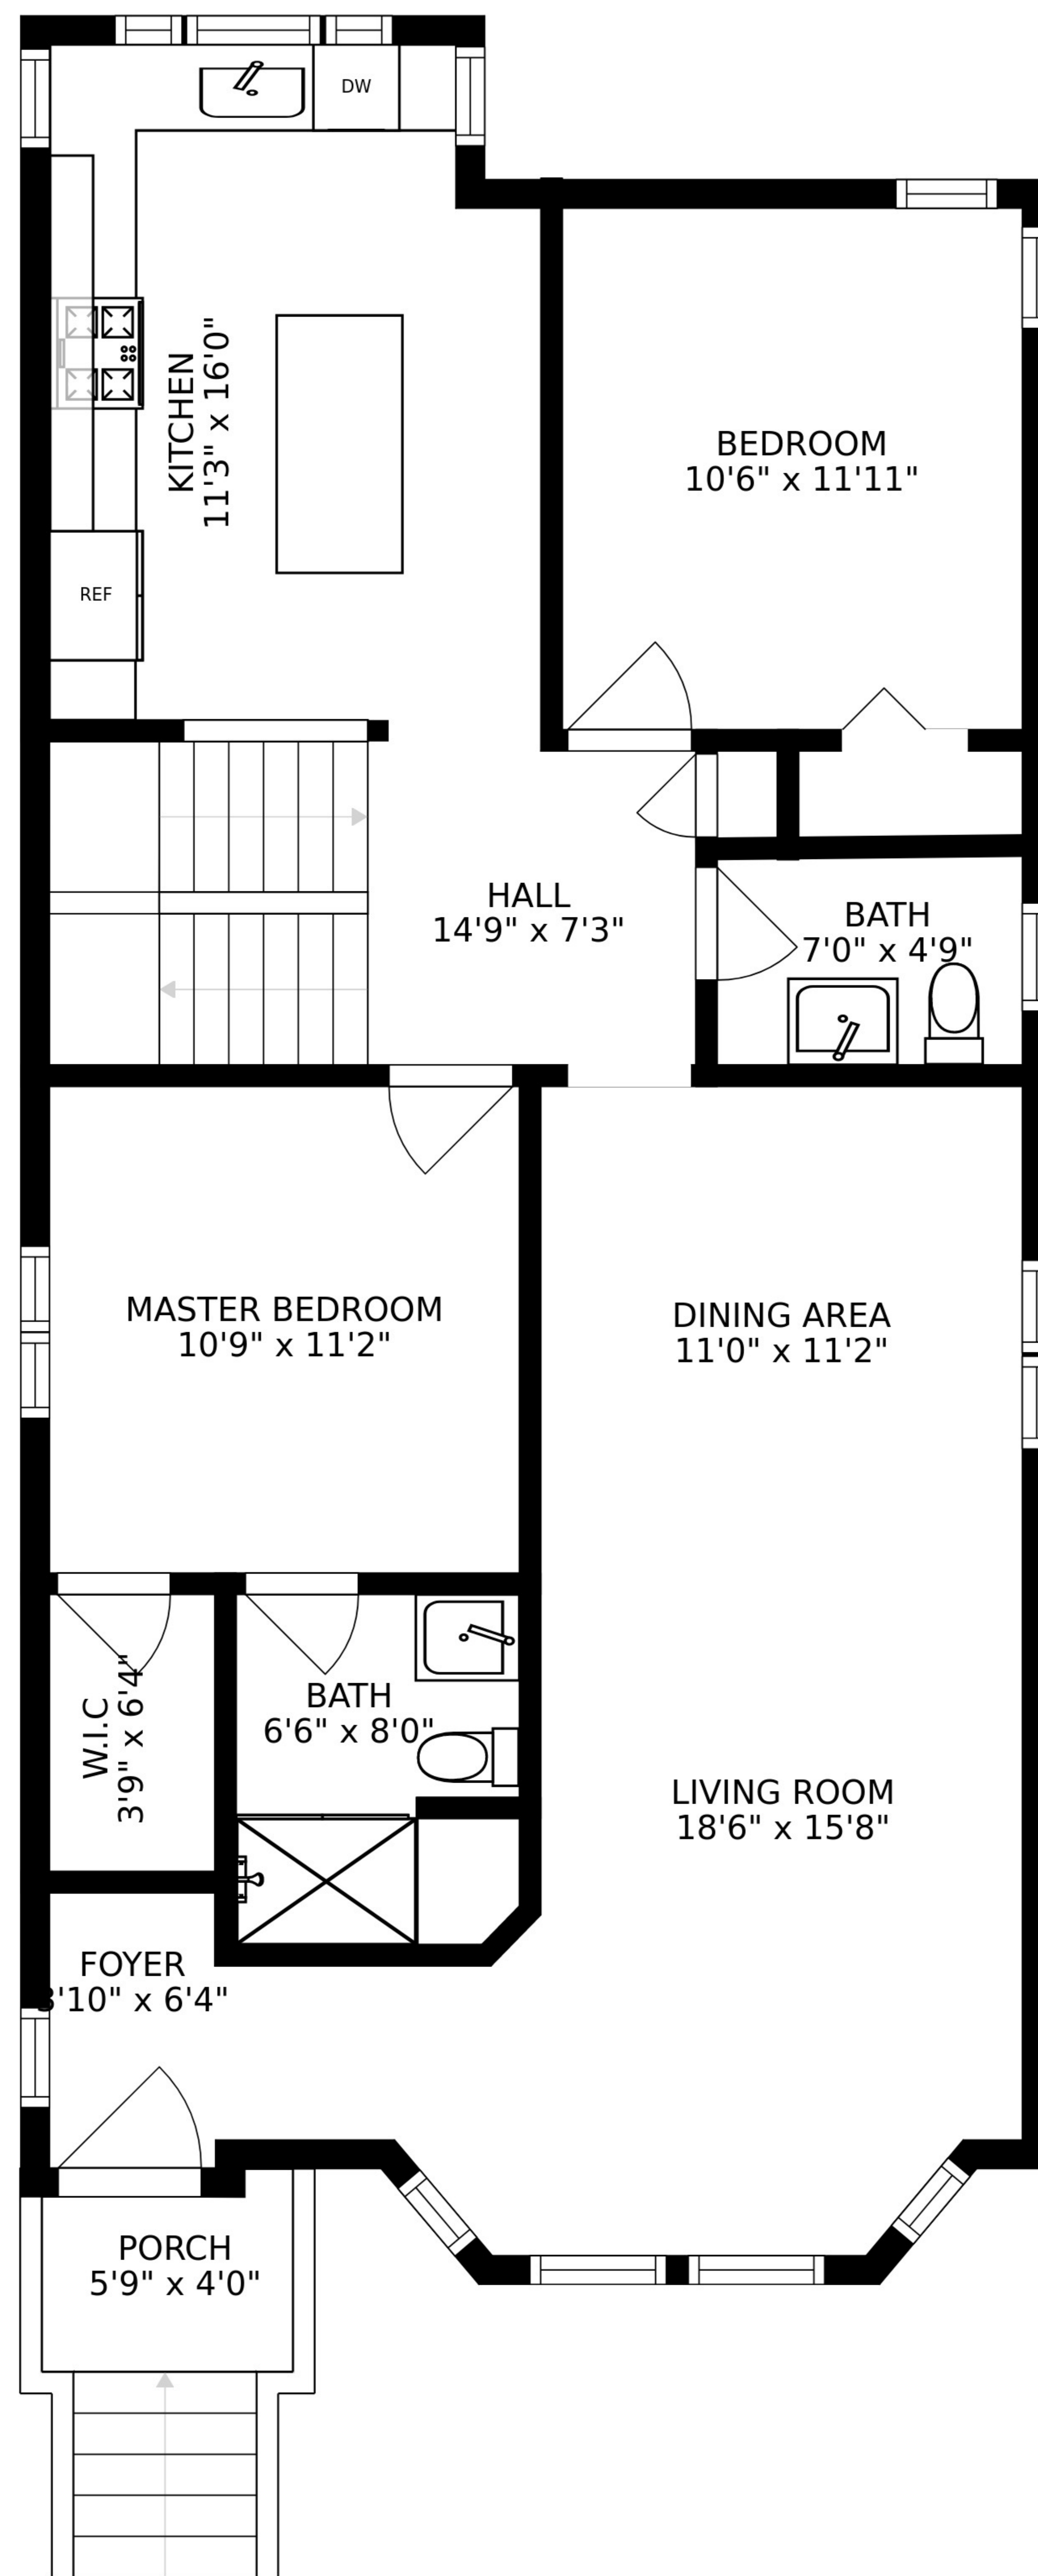 DW
KITCHEN
11'3" x 16'0"
BEDROOM
10'6" x 11'11"
REF
HALL
14'9" x 7'3"
BATH
7'0" x 4'9"
MASTER BEDROOM
10'9" x 11'2"
DINING AREA
11'0" x 11'2"
W.I.C
3'9" x 6'4"
BATH
6'6" x 8'0"
LIVING ROOM
18'6" x 15'8"
FOYER
3'10" x 6'4"
PORCH
5'9" x 4'0"